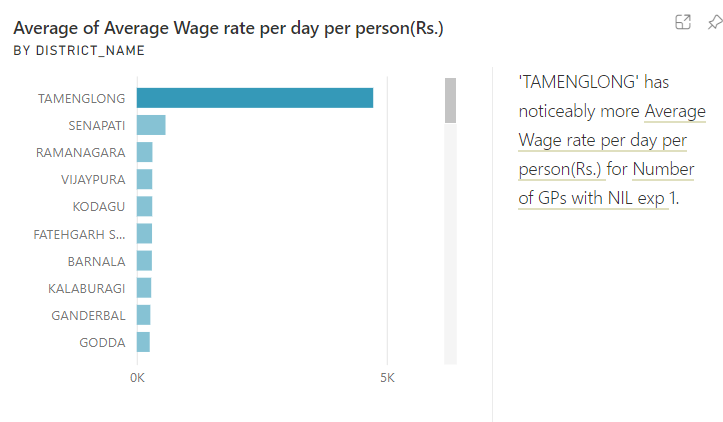 Average of Average Wage rate per day per person(Rs.)
BY DISTRICT_NAME
TAMENGLONG
SENAPATI
RAMANAGARA
VIJAYPURA
KODAGU
FATEHGARH S...
BARNALA
KALABURAGI
GANDERBAL
GODDA
0K
5K
'TAMENGLONG' has
noticeably more Average
Wage rate per day per
person(Rs.) for Number
of GPs with NIL exp 1.